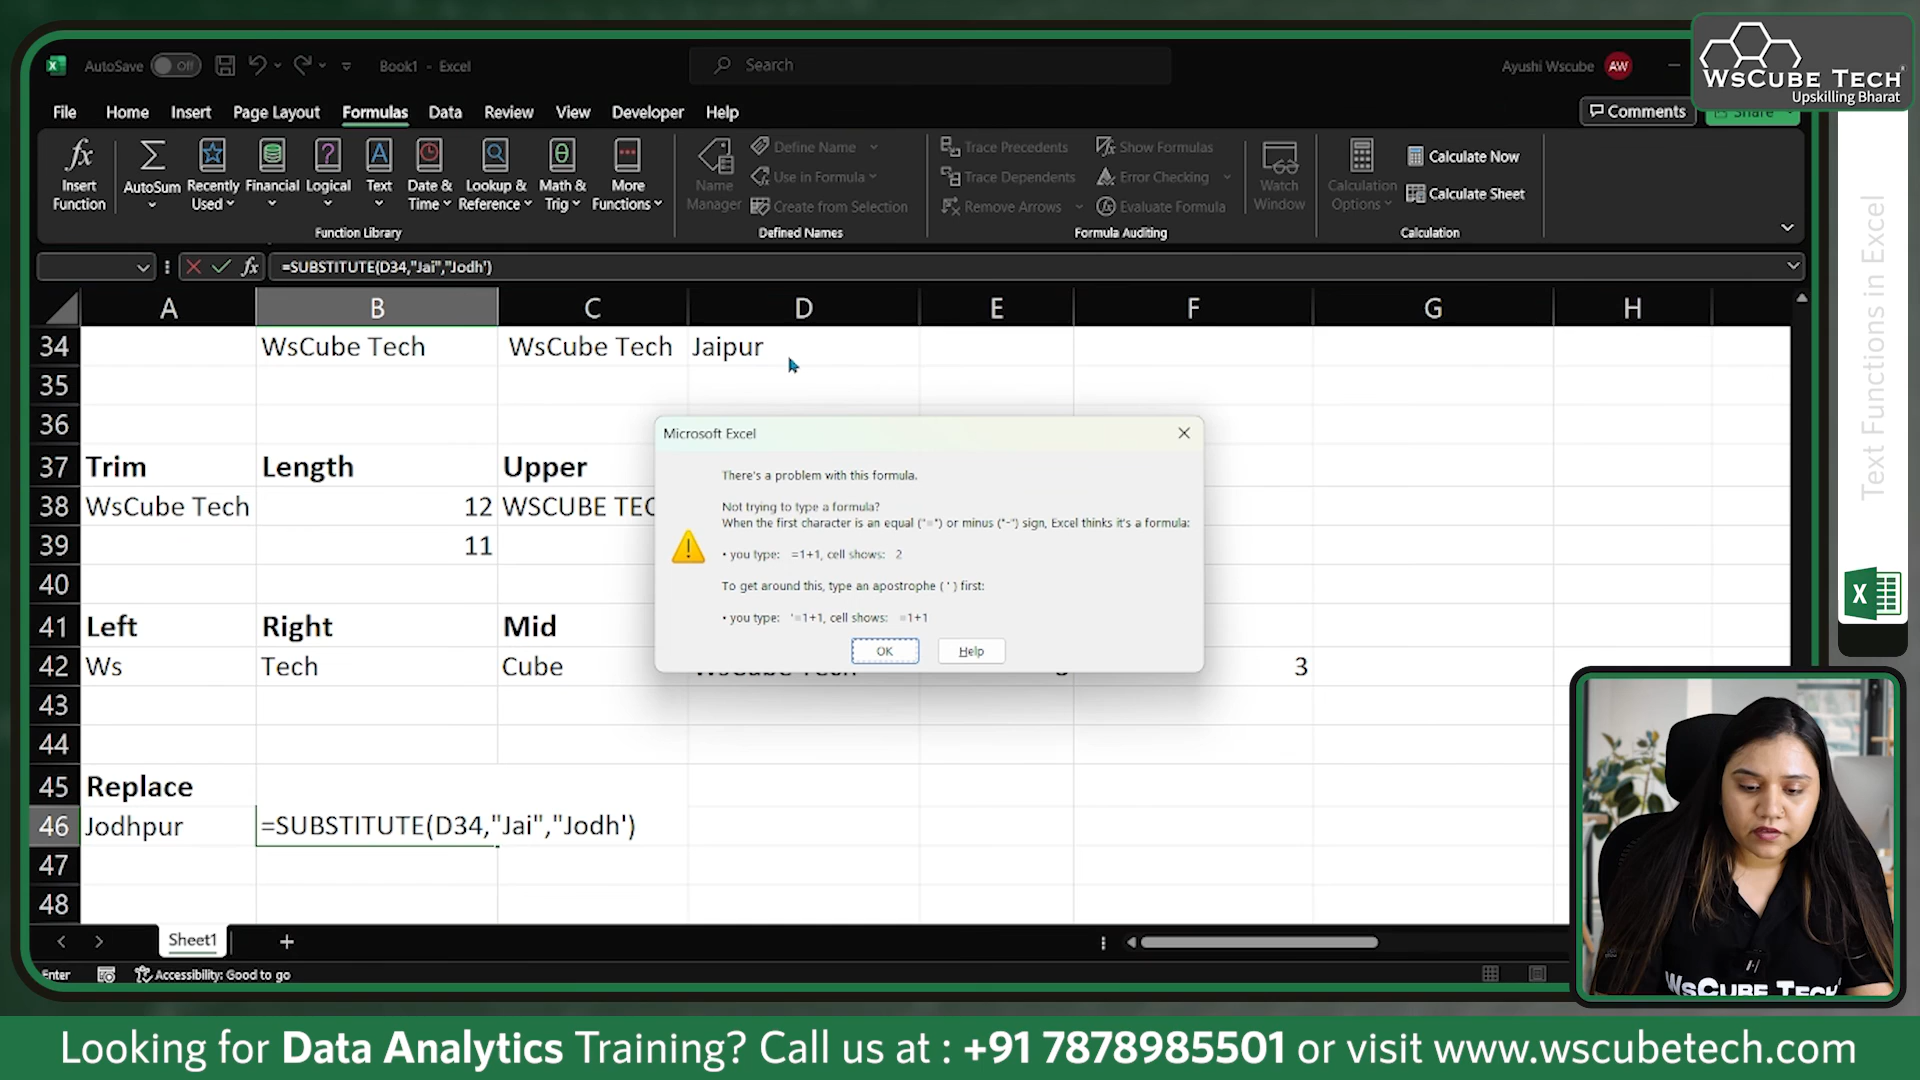 AutoSave Off
Book1 - Excel
Search
Ayushi Wscube AW
WSCUBE TECH
Upskilling Bharat
File Home Insert Page Layout Formulas Data Review View Developer Help
Comments
Share
Insert Function
AutoSum
Recently Used
Financial
Logical
Text
Date & Time
Lookup & Reference
Math & Trig
More Functions
Function Library
Name Manager
Define Name
Use in Formula
Create from Selection
Defined Names
Trace Precedents
Trace Dependents
Remove Arrows
Show Formulas
Error Checking
Evaluate Formula
Formula Auditing
Watch Window
Calculation Options
Calculate Now
Calculate Sheet
Calculation
fx =SUBSTITUTE(D34,"Jai","Jodh')
A B C D E F G H
34 WsCube Tech WsCube Tech Jaipur
35
36
37 Trim Length Upper
38 WsCube Tech 12 WSCUBE TEC
39 11
40
41 Left Right Mid
42 Ws Tech Cube 3
43
44
45 Replace
46 Jodhpur =SUBSTITUTE(D34,"Jai","Jodh')
47
48
Microsoft Excel
There's a problem with this formula.
Not trying to type a formula?
When the first character is an equal ("=") or minus ("-") sign, Excel thinks it's a formula:
• you type: =1+1, cell shows: 2
To get around this, type an apostrophe ( ' ) first:
• you type: '=1+1, cell shows: =1+1
OK Help
Sheet1
Enter
Accessibility: Good to go
Text Functions in Excel
WSCUBE TECH
Looking for Data Analytics Training? Call us at : +91 7878985501 or visit www.wscubetech.com